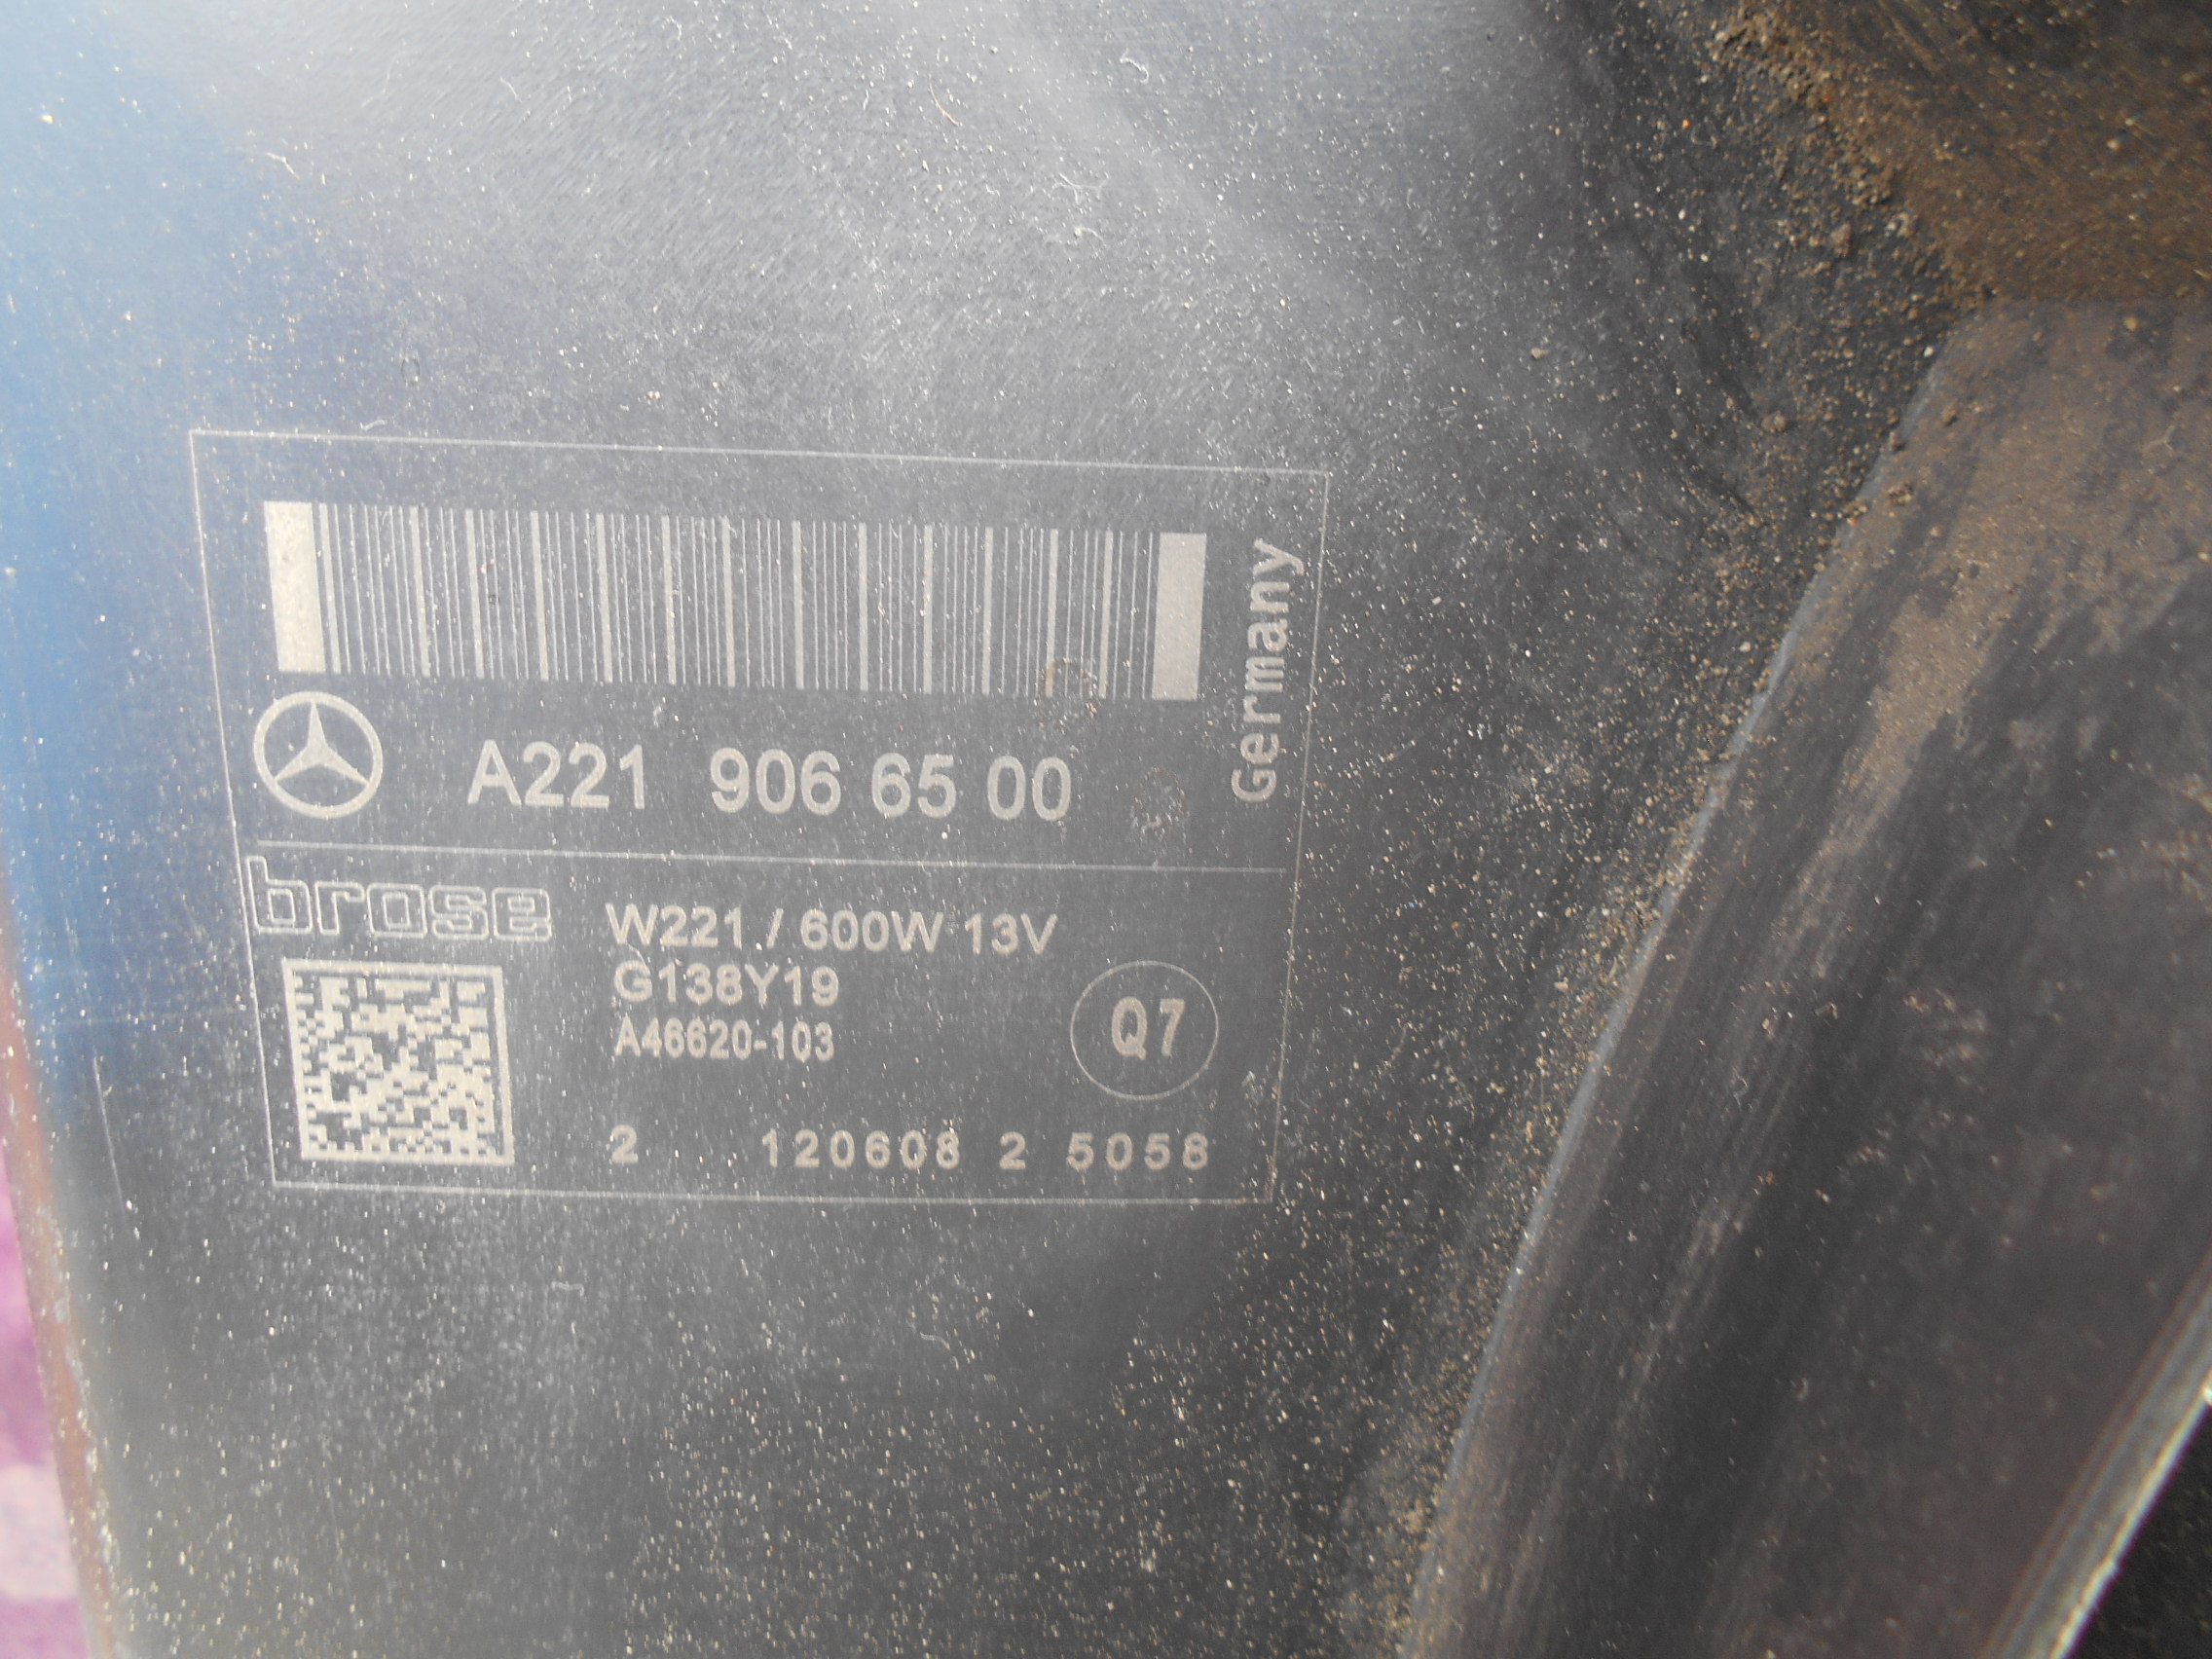 A221 906 65 00
Germany
brose
W221 / 600W 13V
G138Y19
A46620-103
Q7
2 120608 2 5058